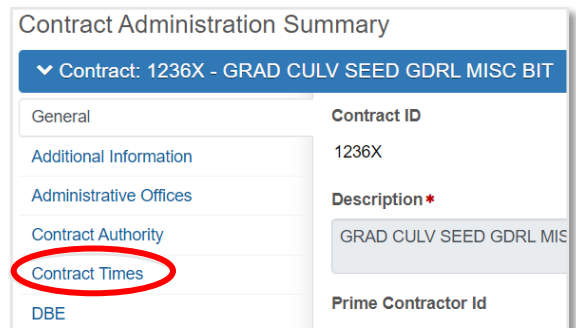 Contract Administration Summary
Contract: 1236X - GRAD CULV SEED GDRL MISC BIT
General
Additional Information
Administrative Offices
Contract Authority
Contract Times
DBE
Contract ID
1236X
Description*
GRAD CULV SEED GDRL MIS
Prime Contractor Id